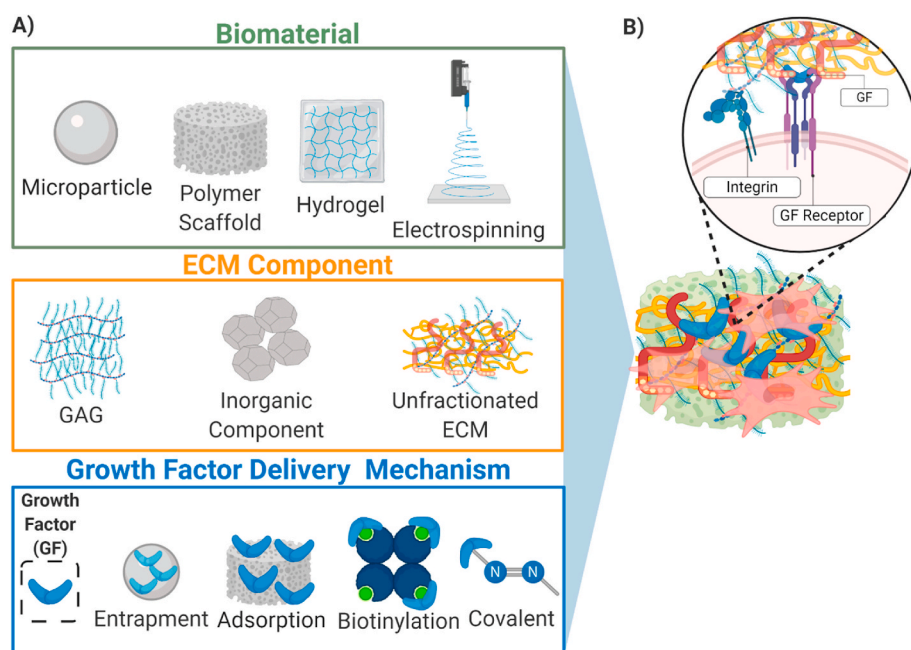 A)
Biomaterial
Microparticle
Polymer
Scaffold
Hydrogel
Electrospinning
ECM Component
GAG
Inorganic
Component
Unfractionated
ECM
Growth Factor Delivery Mechanism
Growth
Factor
(GF)
Entrapment
Adsorption
Biotinylation
N N
Covalent
B)
GF
Integrin
GF Receptor